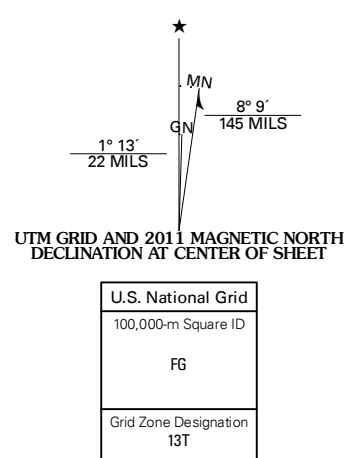 ★
MN
8° 9´
145 MILS
GN
1° 13´
22 MILS
UTM GRID AND 2011 MAGNETIC NORTH
DECLINATION AT CENTER OF SHEET
U.S. National Grid
100,000-m Square ID
FG
Grid Zone Designation
13T